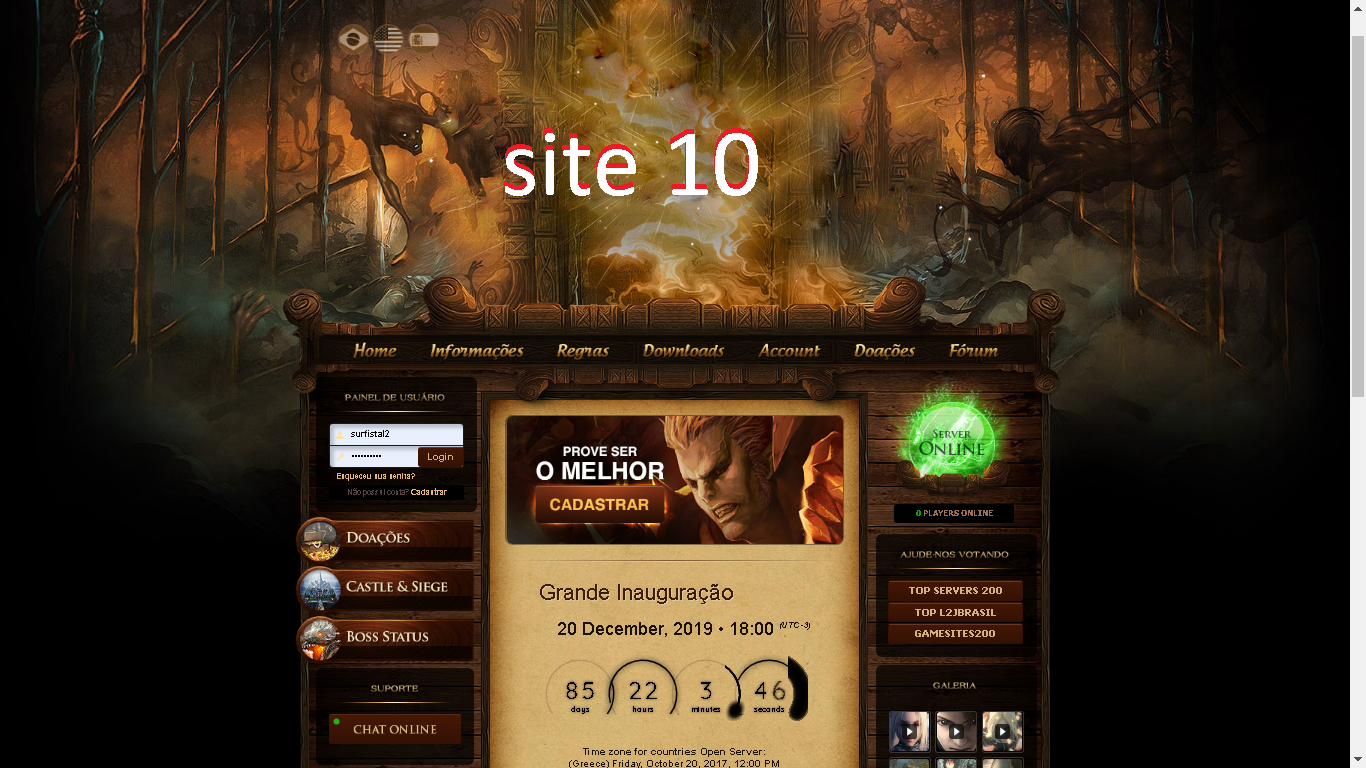 site 10
Home Informações Regras Downloads Account Doações Fórum
PAINEL DE USUÁRIO
surfistal2
•••••••••• Login
Esqueceu sua senha?
Não possui conta? Cadastrar
DOAÇÕES
CASTLE & SIEGE
BOSS STATUS
SUPORTE
CHAT ONLINE
PROVE SER
O MELHOR
CADASTRAR
Grande Inauguração
20 December, 2019 • 18:00 (UTC-3)
85 22 3 46
days hours minutes seconds
Time zone for countries Open Server:
(Greece) Friday, October 20, 2017, 12:00 PM
SERVER
ONLINE
0 PLAYERS ONLINE
AJUDE-NOS VOTANDO
TOP SERVERS 200
TOP L2JBRASIL
GAMESITES200
GALERIA